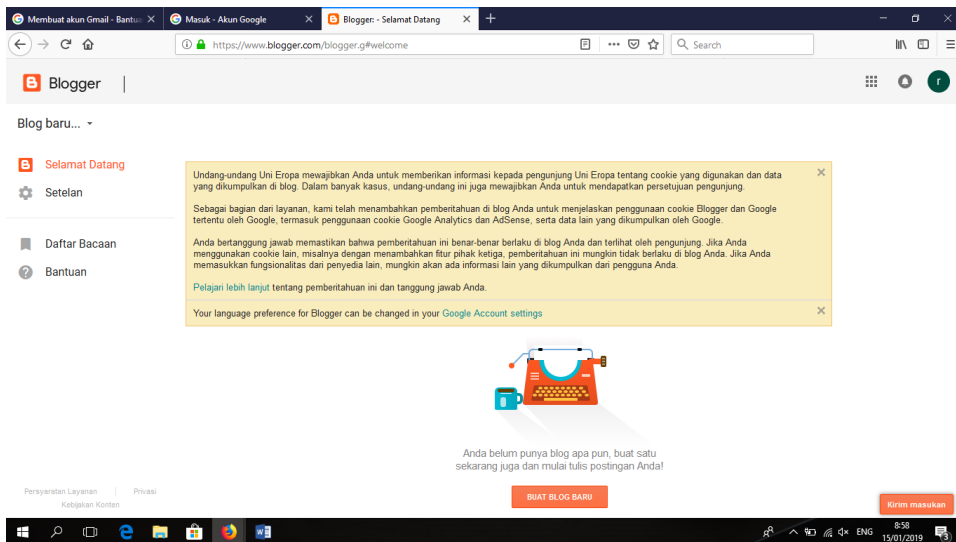 Membuat akun Gmail - Bantua
Masuk - Akun Google
Blogger: - Selamat Datang
https://www.blogger.com/blogger.g#welcome
Search
Blogger
r
Blog baru...
Selamat Datang
Setelan
Daftar Bacaan
Bantuan
Undang-undang Uni Eropa mewajibkan Anda untuk memberikan informasi kepada pengunjung Uni Eropa tentang cookie yang digunakan dan data
yang dikumpulkan di blog. Dalam banyak kasus, undang-undang ini juga mewajibkan Anda untuk mendapatkan persetujuan pengunjung.
Sebagai bagian dari layanan, kami telah menambahkan pemberitahuan di blog Anda untuk menjelaskan penggunaan cookie Blogger dan Google
tertentu oleh Google, termasuk penggunaan cookie Google Analytics dan AdSense, serta data lain yang dikumpulkan oleh Google.
Anda bertanggung jawab memastikan bahwa pemberitahuan ini benar-benar berlaku di blog Anda dan terlihat oleh pengunjung. Jika Anda
menggunakan cookie lain, misalnya dengan menambahkan fitur pihak ketiga, pemberitahuan ini mungkin tidak berlaku di blog Anda. Jika Anda
memasukkan fungsionalitas dari penyedia lain, mungkin akan ada informasi lain yang dikumpulkan dari pengguna Anda.
Pelajari lebih lanjut tentang pemberitahuan ini dan tanggung jawab Anda.
Your language preference for Blogger can be changed in your Google Account settings
Anda belum punya blog apa pun, buat satu
sekarang juga dan mulai tulis postingan Anda!
BUAT BLOG BARU
Persyaratan Layanan
Privasi
Kebijakan Konten
Kirim masukan
ENG
8:58
15/01/2019
3